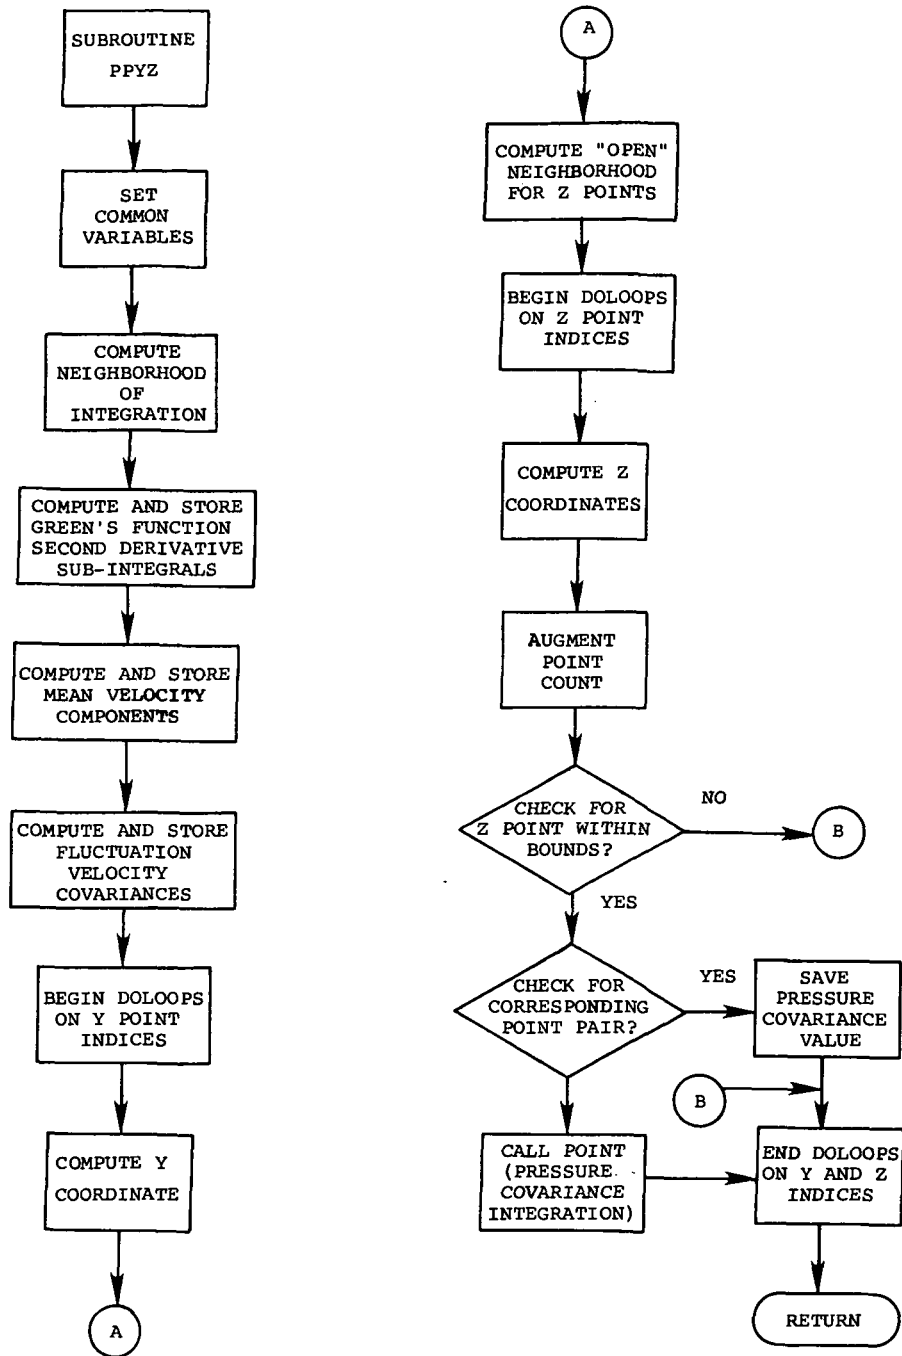 SUBROUTINE
PPYZ
SET
COMMON
VARIABLES
COMPUTE
NEIGHBORHOOD
OF
INTEGRATION
COMPUTE AND STORE
GREEN'S FUNCTION
SECOND DERIVATIVE
SUB-INTEGRALS
COMPUTE AND STORE
MEAN VELOCITY
COMPONENTS
COMPUTE AND STORE
FLUCTUATION
VELOCITY
COVARIANCES
BEGIN DOLOOPS
ON Y POINT
INDICES
COMPUTE Y
COORDINATE
A
A
COMPUTE "OPEN"
NEIGHBORHOOD
FOR Z POINTS
BEGIN DOLOOPS
ON Z POINT
INDICES
COMPUTE Z
COORDINATES
AUGMENT
POINT
COUNT
CHECK FOR
Z POINT WITHIN
BOUNDS?
NO
B
YES
CHECK FOR
CORRESPONDING
POINT PAIR?
YES
SAVE
PRESSURE
COVARIANCE
VALUE
B
CALL POINT
(PRESSURE
COVARIANCE
INTEGRATION)
END DOLOOPS
ON Y AND Z
INDICES
RETURN